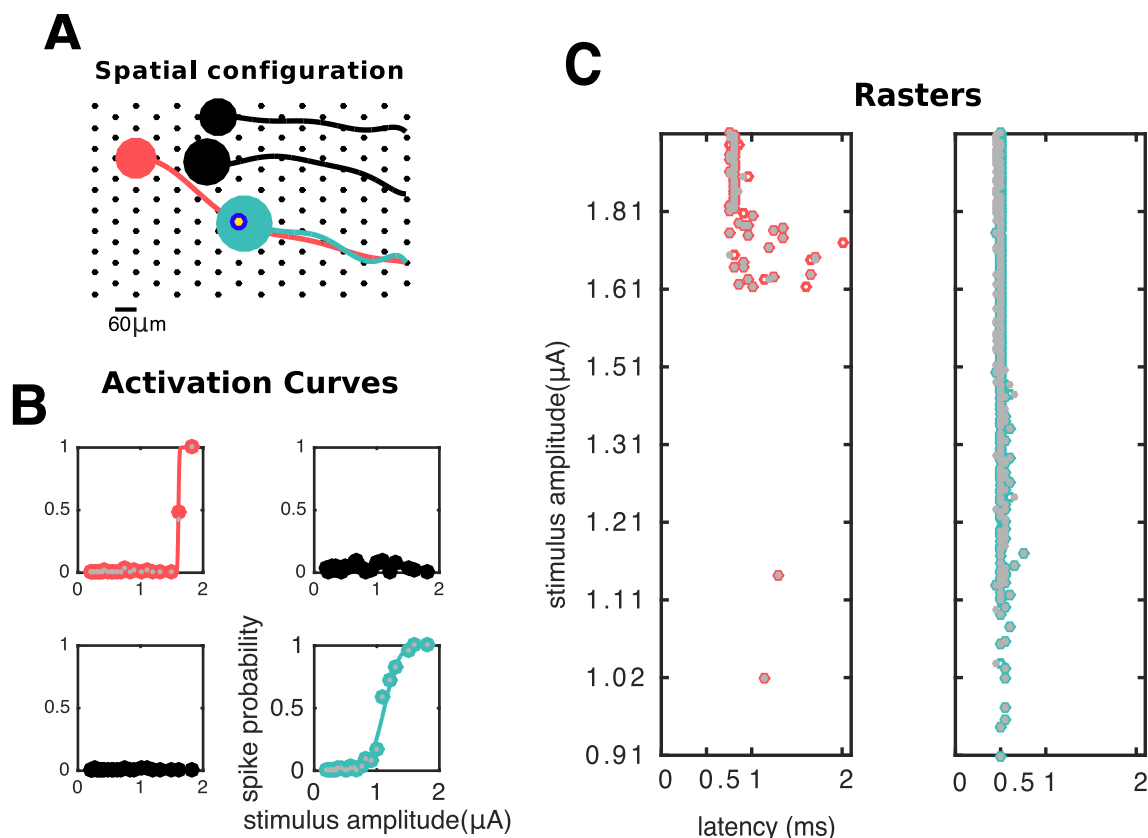 A
Spatial configuration
60µm
Activation Curves
B
1
0.5
0
0 1 2
1
0.5
0
0 1 2
1
0.5
0
0 1 2
1
0.5
0
0 1 2
spike probability
stimulus amplitude(µA)
C
Rasters
stimulus amplitude(µA)
1.81
1.61
1.51
1.31
1.21
1.11
1.02
0.91
0 0.5 1 2
0 0.5 1 2
latency (ms)